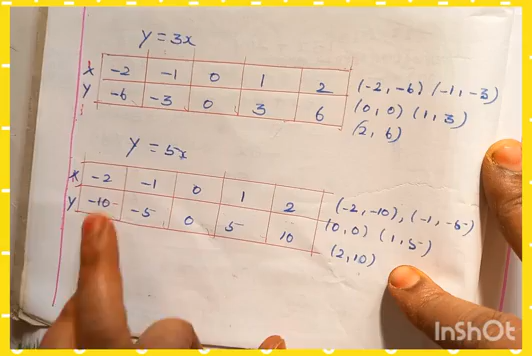 y = 3x
x -2 -1 0 1 2
y -6 -3 0 3 6
(-2, -6) (-1, -3)
(0, 0) (1, 3)
(2, 6)
y = 5x
x -2 -1 0 1 2
y -10 -5 0 5 10
(-2, -10), (-1, -5)
(0, 0) (1, 5)
(2, 10)
InShOt